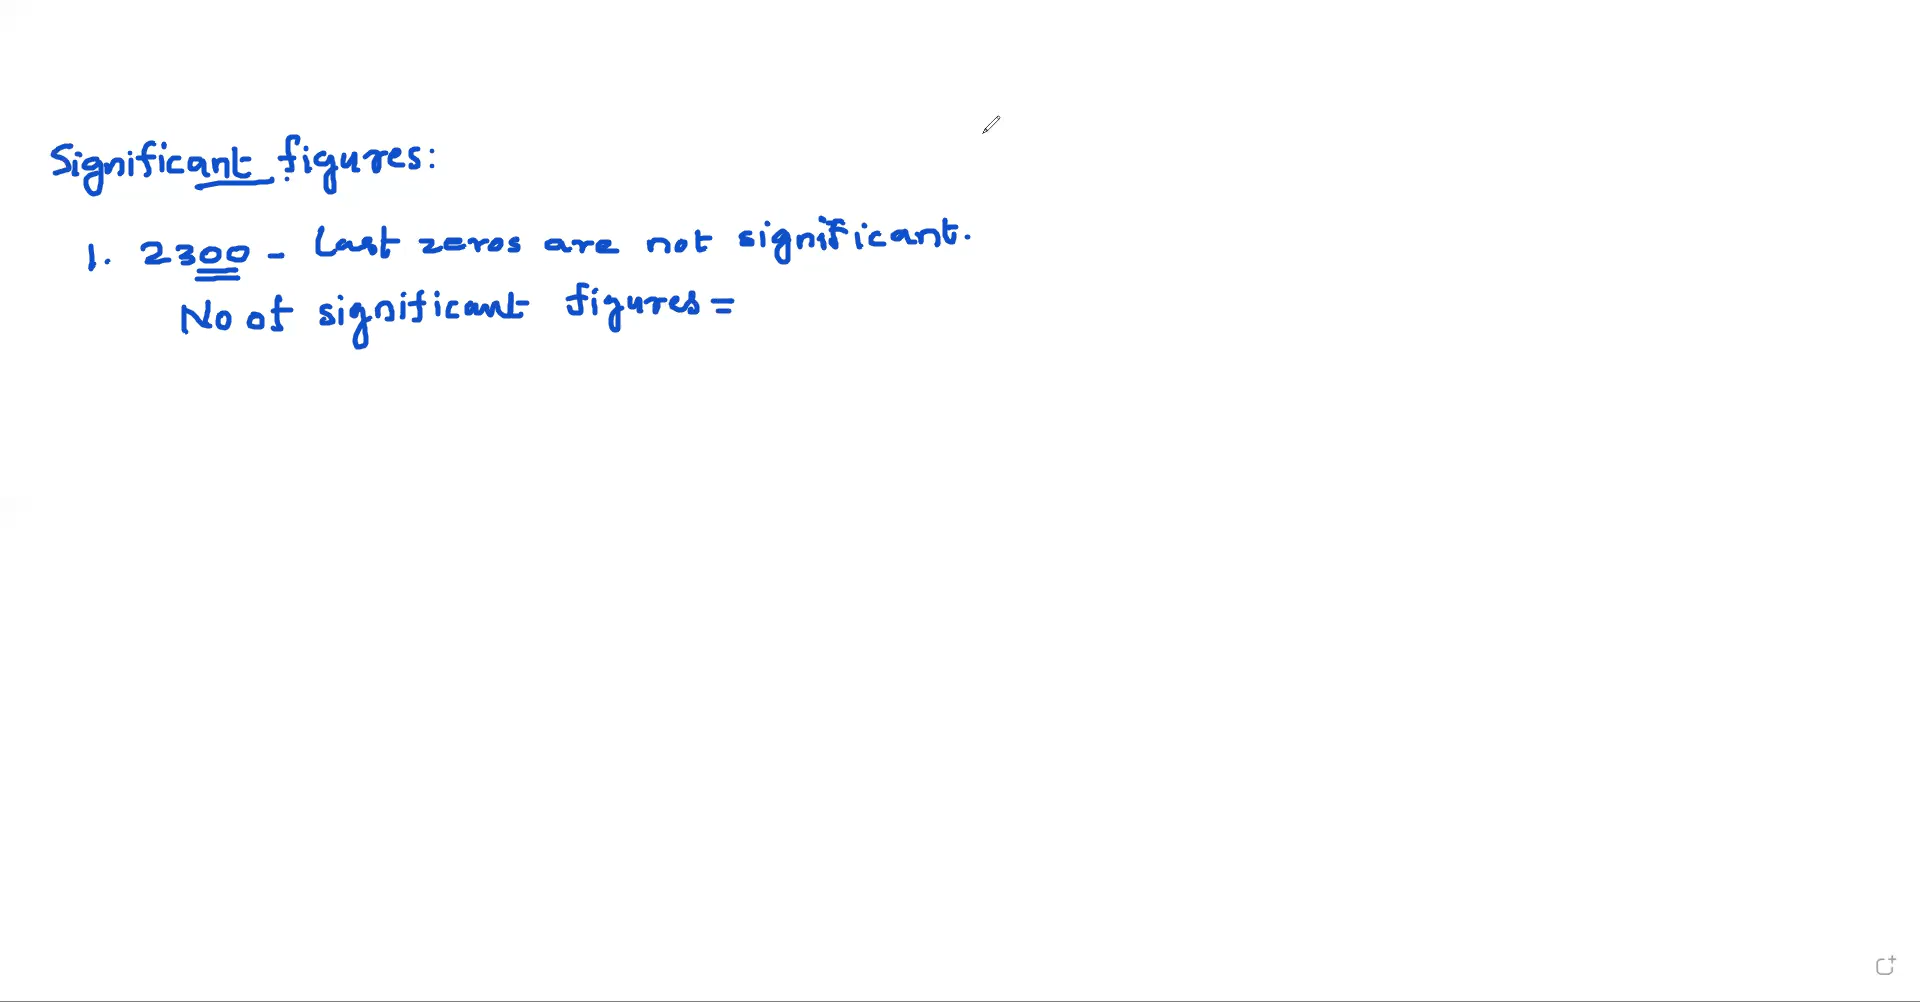 Significant figures:
1. 2300 - Last zeros are not significant.
No of significant figures =